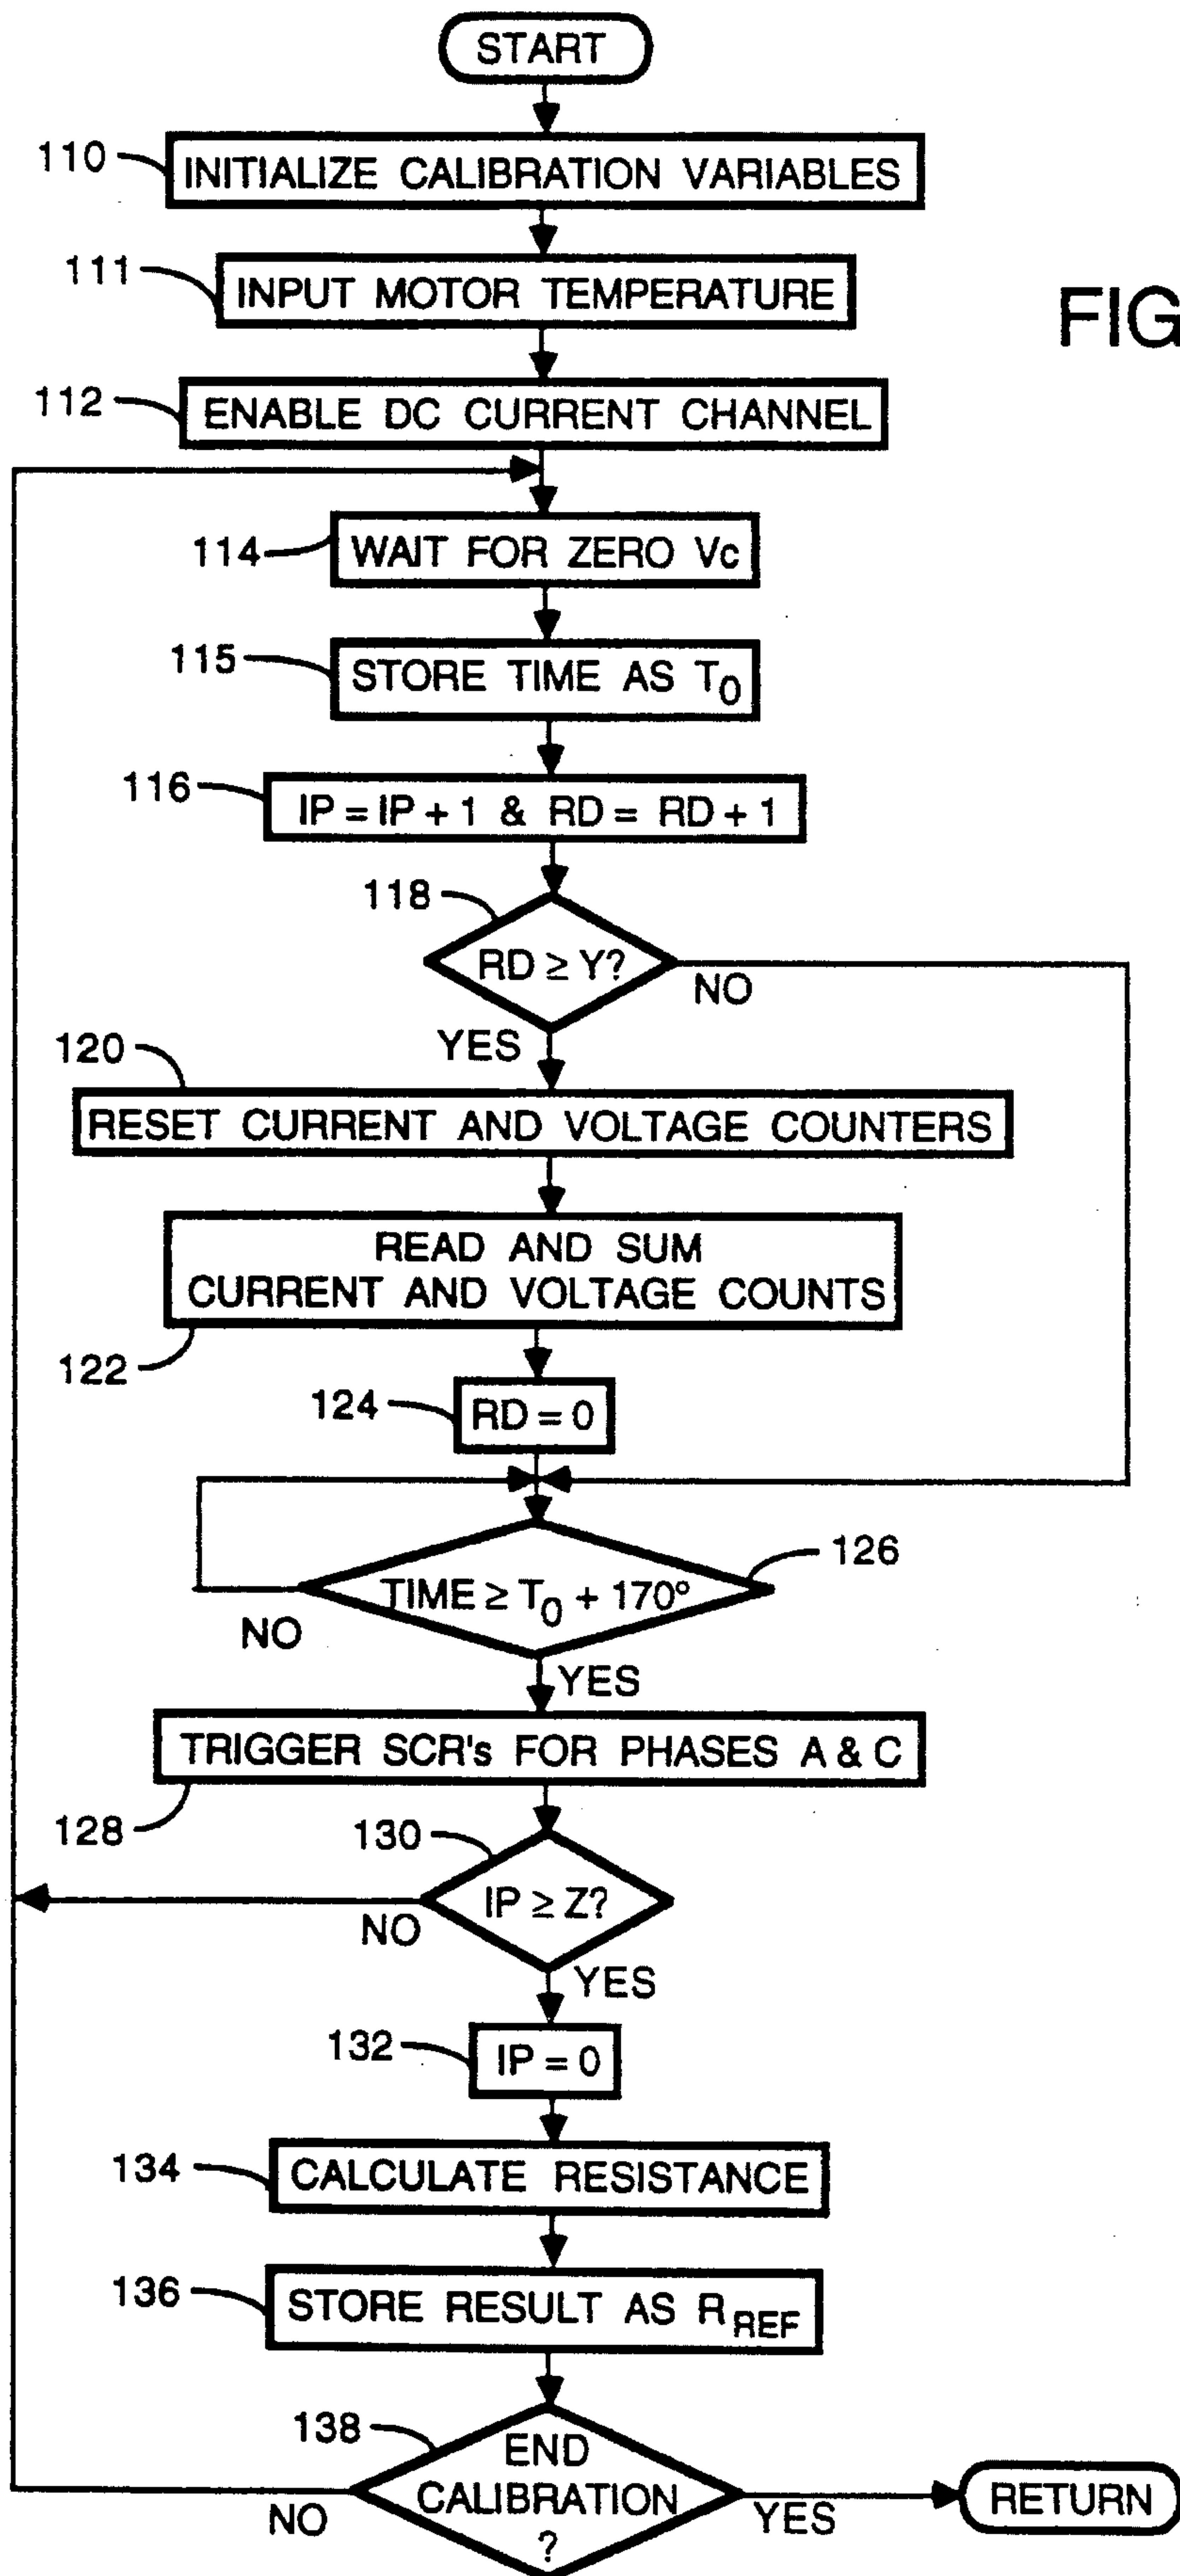 START
110
INITIALIZE CALIBRATION VARIABLES
111
INPUT MOTOR TEMPERATURE
FIG
112
ENABLE DC CURRENT CHANNEL
114
WAIT FOR ZERO Vc
115
STORE TIME AS T0
116
IP = IP + 1 & RD = RD + 1
118
RD ≥ Y?
NO
YES
120
RESET CURRENT AND VOLTAGE COUNTERS
READ AND SUM
CURRENT AND VOLTAGE COUNTS
122
124
RD = 0
126
TIME ≥ T0 + 170°
NO
YES
TRIGGER SCR's FOR PHASES A & C
128
130
IP ≥ Z?
NO
YES
132
IP = 0
134
CALCULATE RESISTANCE
136
STORE RESULT AS RREF
138
END
CALIBRATION
?
NO
YES
RETURN